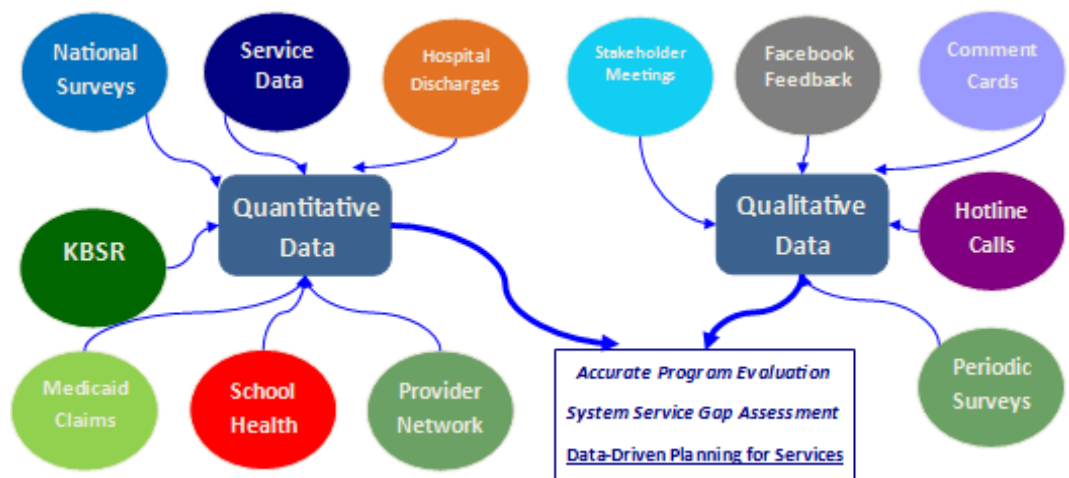 National
Surveys
Service
Data
Hospital
Discharges
Stakeholder
Meetings
Facebook
Feedback
Comment
Cards
Quantitative
Data
Qualitative
Data
KBSR
Hotline
Calls
Medicaid
Claims
School
Health
Provider
Network
Accurate Program Evaluation
System Service Gap Assessment
Data-Driven Planning for Services
Periodic
Surveys